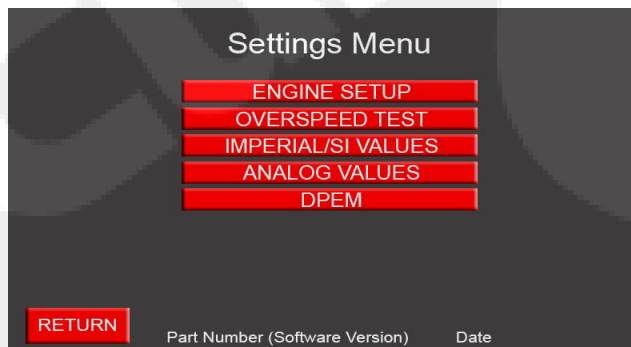 Settings Menu
ENGINE SETUP
OVERSPEED TEST
IMPERIAL/SI VALUES
ANALOG VALUES
DPEM
RETURN
Part Number (Software Version) Date